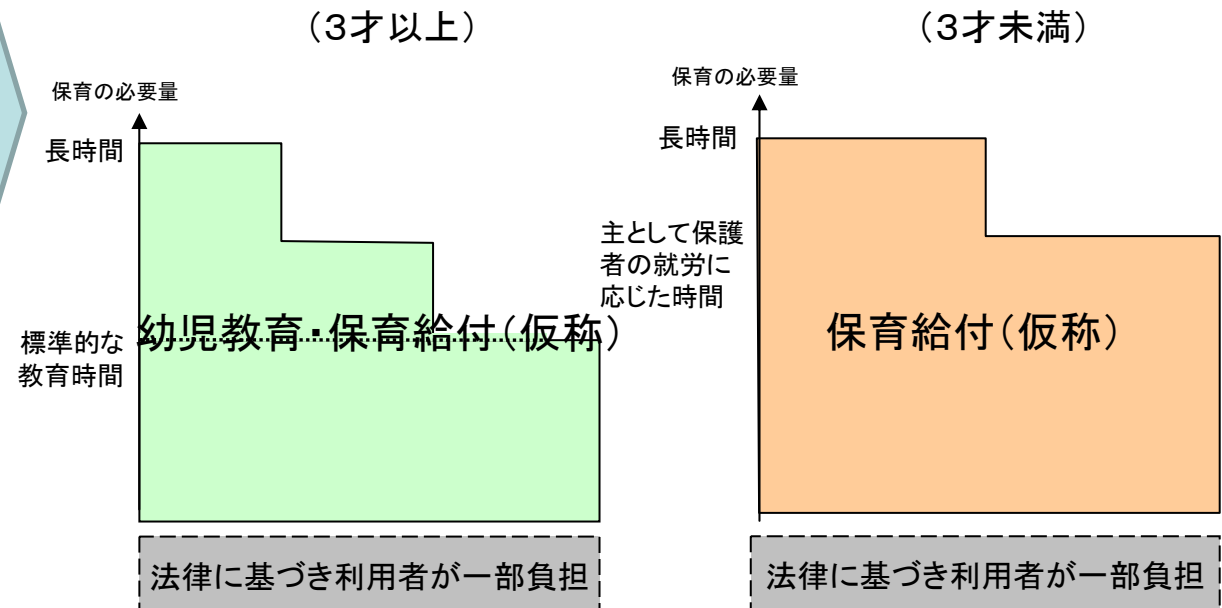 （３才以上）
保育の必要量
長時間
標準的な
教育時間
幼児教育・保育給付（仮称）
法律に基づき利用者が一部負担
（３才未満）
保育の必要量
長時間
主として保護
者の就労に
応じた時間
保育給付（仮称）
法律に基づき利用者が一部負担